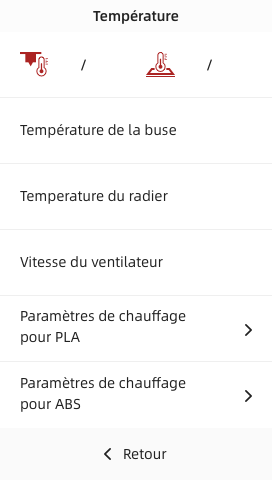 Température
/ /
Température de la buse
Temperature du radier
Vitesse du ventilateur
Paramètres de chauffage
pour PLA
Paramètres de chauffage
pour ABS
Retour